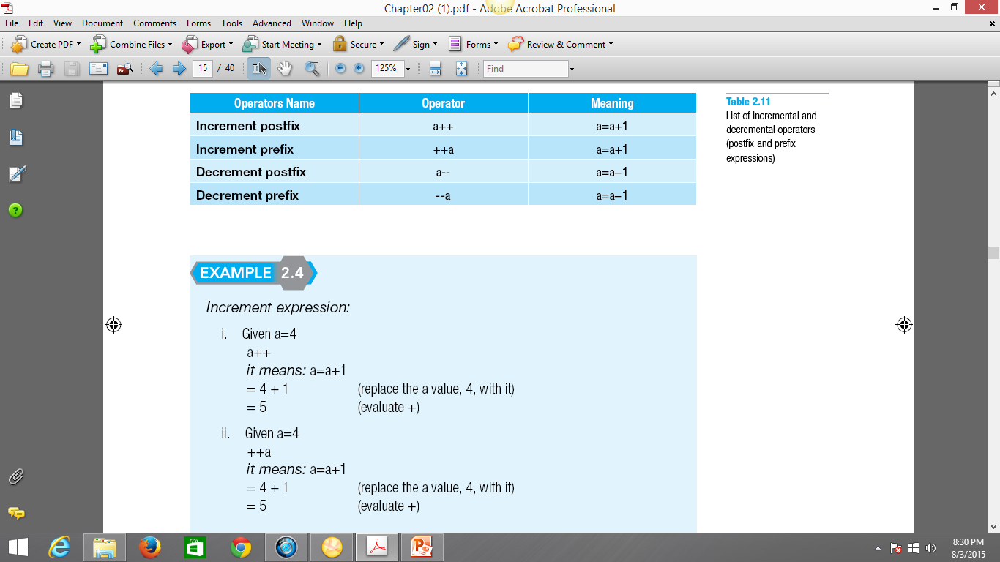 Chapter02 (1).pdf - Adobe Acrobat Professional
File Edit View Document Comments Forms Tools Advanced Window Help
Create PDF Combine Files Export Start Meeting Secure Sign Forms Review & Comment
15 / 40 125% Find
Operators Name Operator Meaning
Increment postfix a++ a=a+1
Increment prefix ++a a=a+1
Decrement postfix a-- a=a–1
Decrement prefix --a a=a–1
Table 2.11
List of incremental and
decremental operators
(postfix and prefix
expressions)
EXAMPLE 2.4
Increment expression:
i. Given a=4
a++
it means: a=a+1
= 4 + 1 (replace the a value, 4, with it)
= 5 (evaluate +)
ii. Given a=4
++a
it means: a=a+1
= 4 + 1 (replace the a value, 4, with it)
= 5 (evaluate +)
8:30 PM
8/3/2015